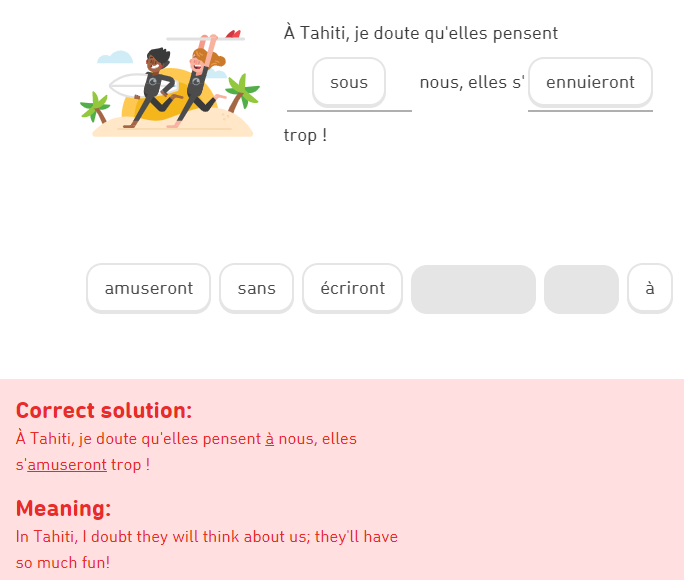 À Tahiti, je doute qu'elles pensent
sous nous, elles s' ennuieront
trop !
amuseront sans écriront à
Correct solution:
À Tahiti, je doute qu'elles pensent à nous, elles
s'amuseront trop !
Meaning:
In Tahiti, I doubt they will think about us; they'll have
so much fun!